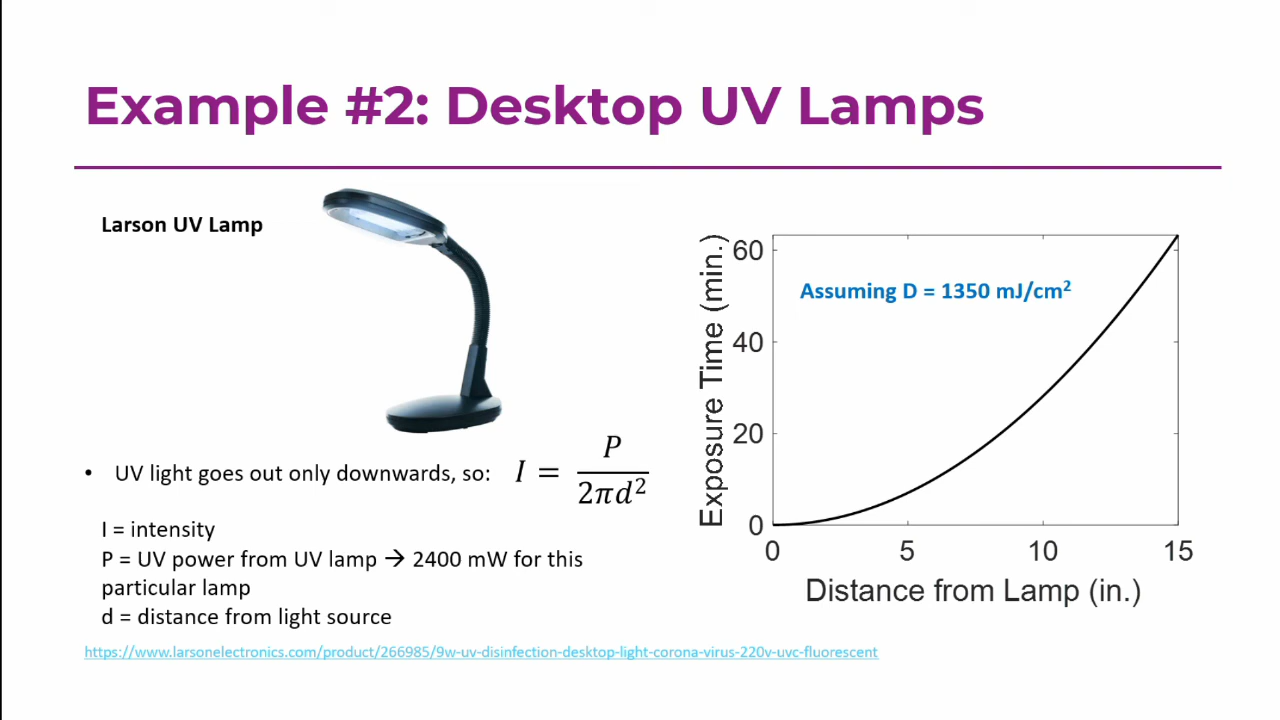 Example #2: Desktop UV Lamps
Larson UV Lamp
• UV light goes out only downwards, so: I = P / 2πd²
I = intensity
P = UV power from UV lamp → 2400 mW for this
particular lamp
d = distance from light source
https://www.larsonelectronics.com/product/266985/9w-uv-disinfection-desktop-light-corona-virus-220v-uvc-fluorescent
Assuming D = 1350 mJ/cm²
Exposure Time (min.)
60
40
20
0
0 5 10 15
Distance from Lamp (in.)